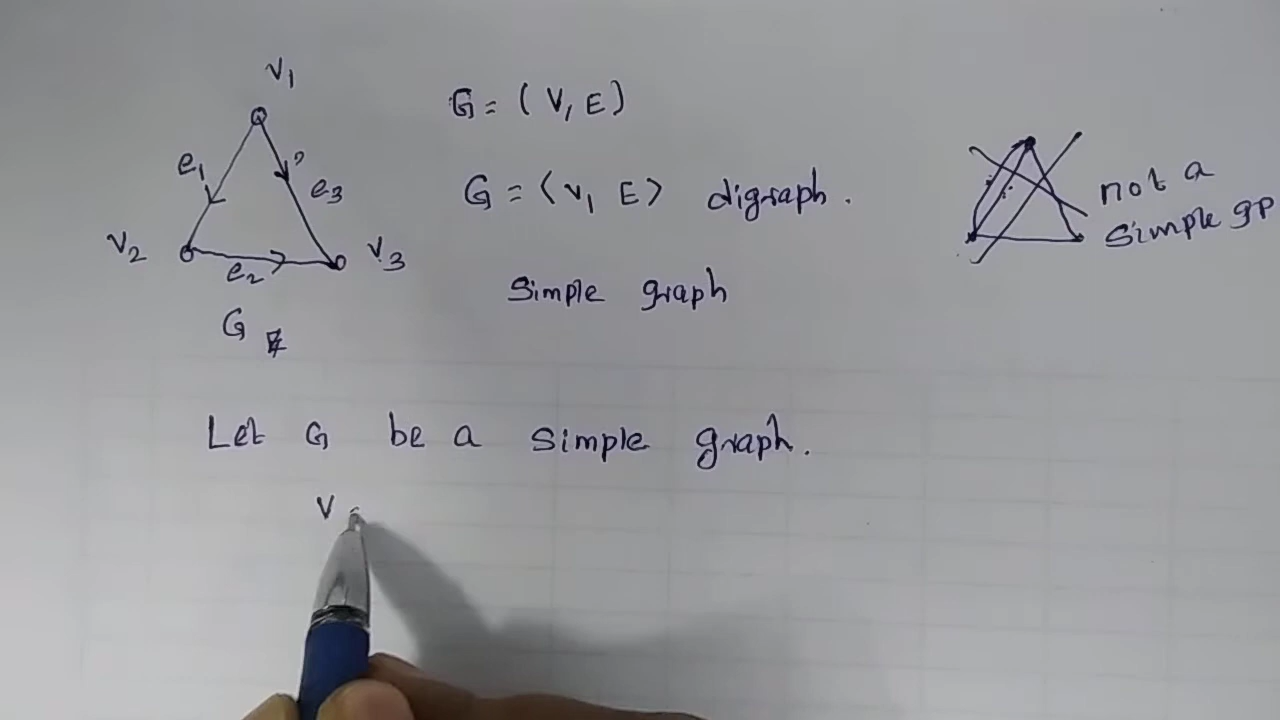 V1
G = (V, E)
e1
e3
G = ⟨V, E⟩ digraph.
not a
simple gp
V2
e2
V3
Simple graph
G
Let G be a simple graph.
V =